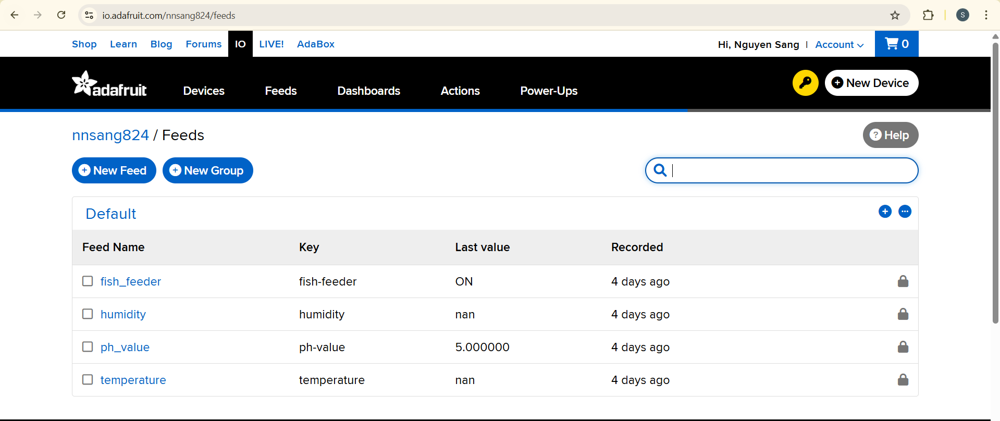 io.adafruit.com/nnsang824/feeds
S
Shop Learn Blog Forums IO LIVE! AdaBox
Hi, Nguyen Sang | Account 0
adafruit Devices Feeds Dashboards Actions Power-Ups New Device
nnsang824 / Feeds
Help
New Feed New Group
Default
Feed Name Key Last value Recorded
fish_feeder fish-feeder ON 4 days ago
humidity humidity nan 4 days ago
ph_value ph-value 5.000000 4 days ago
temperature temperature nan 4 days ago